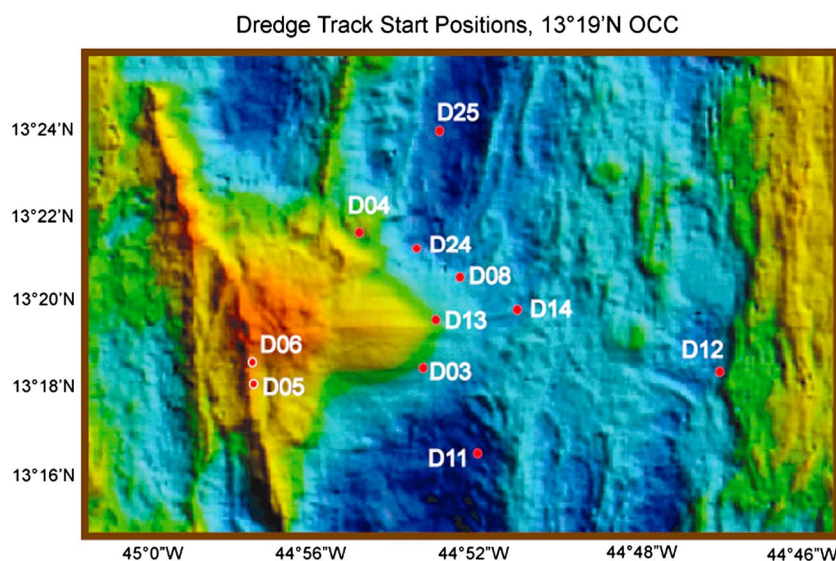 Dredge Track Start Positions, 13°19’N OCC
13°24’N
D25
13°22’N
D04
D24
D08
13°20’N
D14
D13
D06
D12
D03
13°18’N
D05
D11
13°16’N
45°0”W
44°56”W
44°52”W
44°48”W
44°46”W